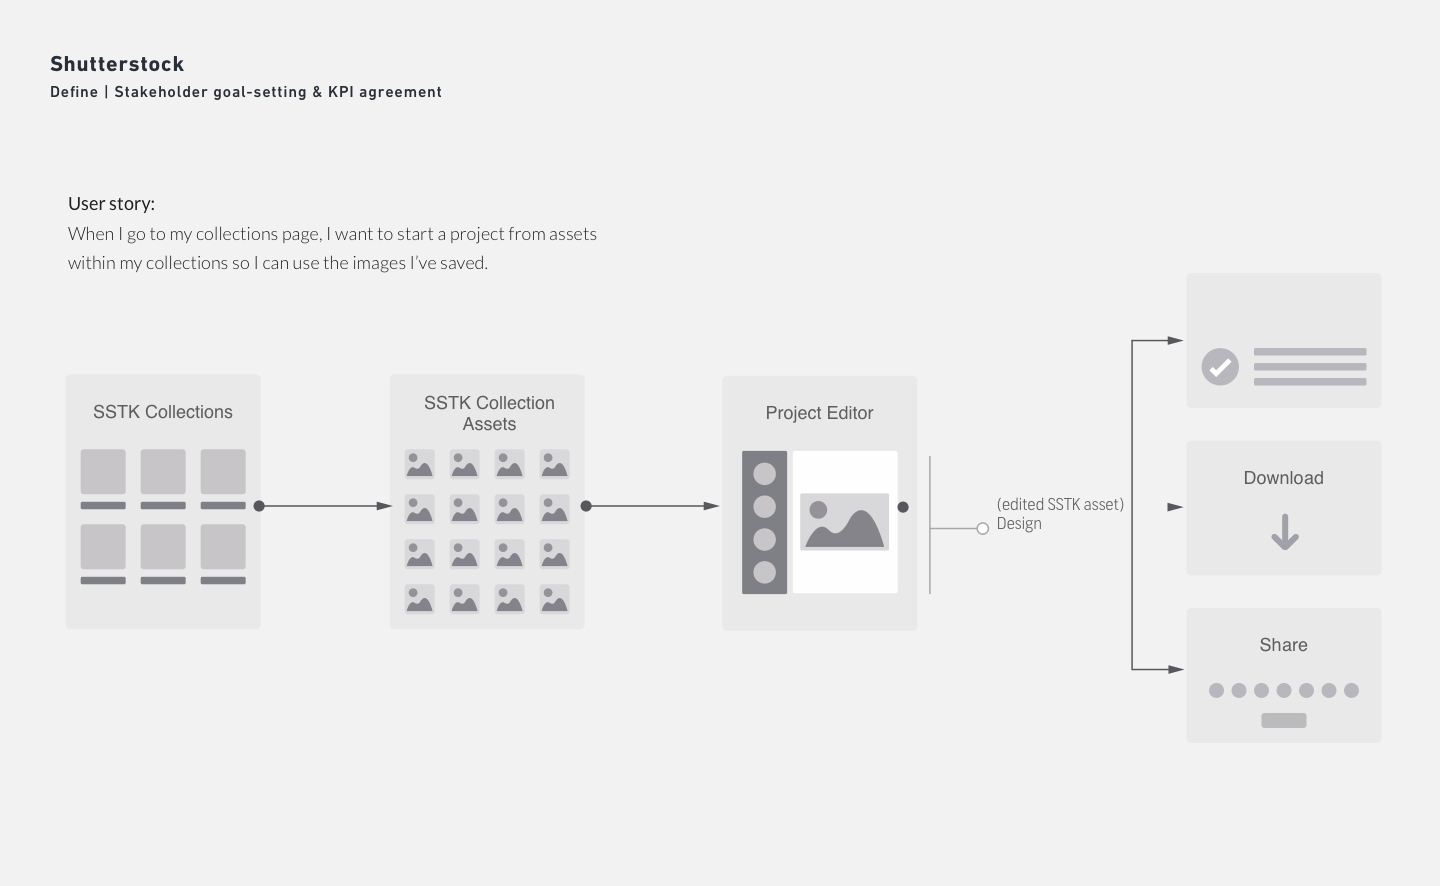 Shutterstock
Define | Stakeholder goal-setting & KPI agreement
User story:
When I go to my collections page, I want to start a project from assets
within my collections so I can use the images I’ve saved.
SSTK Collections
SSTK Collection
Assets
Project Editor
(edited SSTK asset)
Design
Download
Share